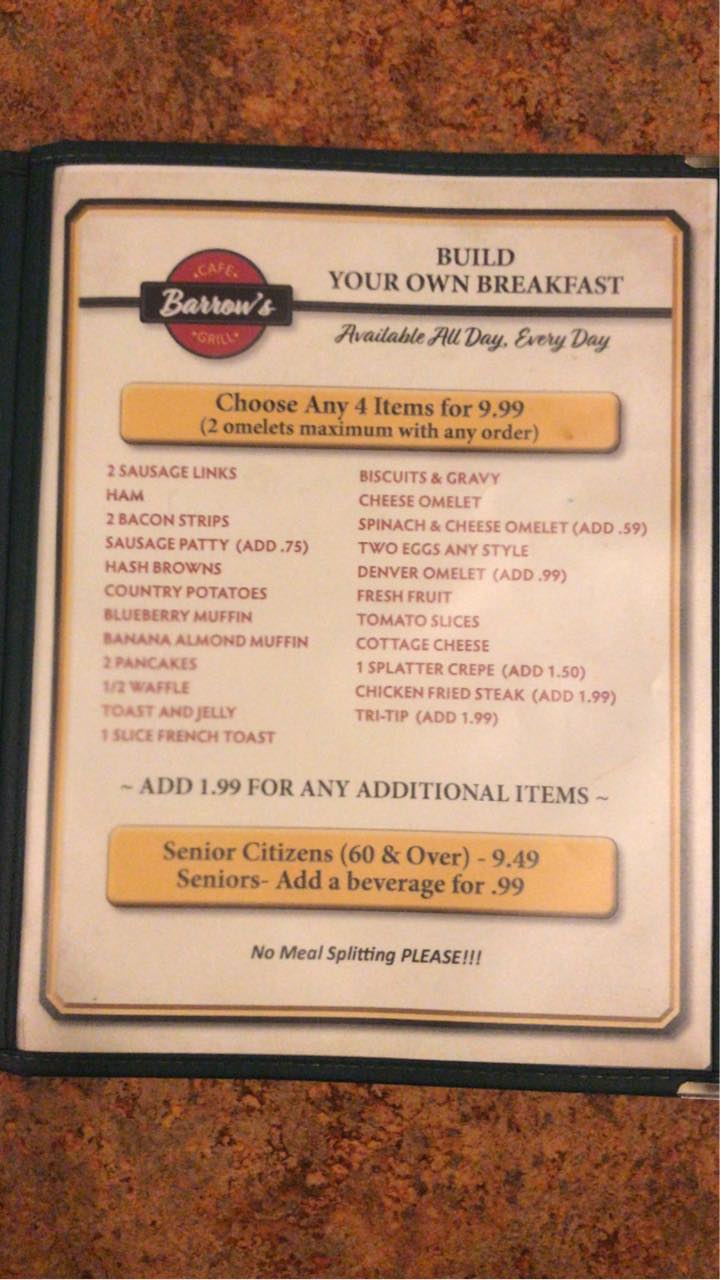 CAFE
Barrow's
GRILL
BUILD
YOUR OWN BREAKFAST
Available All Day, Every Day
Choose Any 4 Items for 9.99
(2 omelets maximum with any order)
2 SAUSAGE LINKS
HAM
2 BACON STRIPS
SAUSAGE PATTY (ADD .75)
HASH BROWNS
COUNTRY POTATOES
BLUEBERRY MUFFIN
BANANA ALMOND MUFFIN
2 PANCAKES
1/2 WAFFLE
TOAST AND JELLY
1 SLICE FRENCH TOAST
BISCUITS & GRAVY
CHEESE OMELET
SPINACH & CHEESE OMELET (ADD .59)
TWO EGGS ANY STYLE
DENVER OMELET (ADD .99)
FRESH FRUIT
TOMATO SLICES
COTTAGE CHEESE
1 SPLATTER CREPE (ADD 1.50)
CHICKEN FRIED STEAK (ADD 1.99)
TRI-TIP (ADD 1.99)
~ ADD 1.99 FOR ANY ADDITIONAL ITEMS ~
Senior Citizens (60 & Over) - 9.49
Seniors- Add a beverage for .99
No Meal Splitting PLEASE!!!